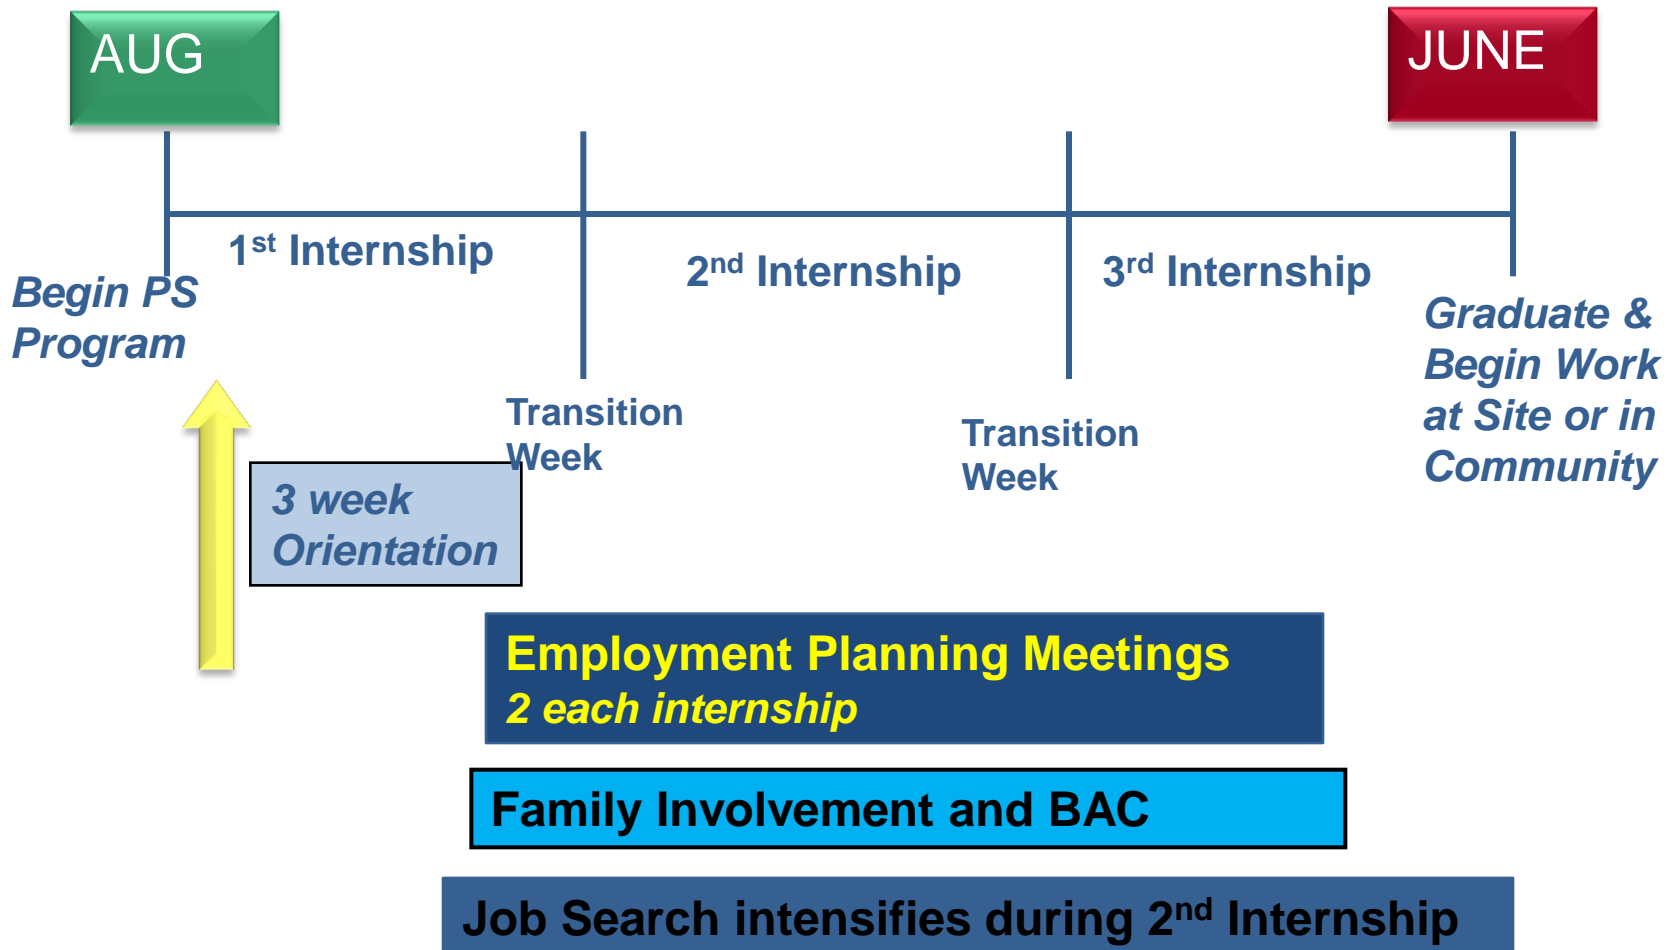 AUG
JUNE
1st Internship
2nd Internship
3rd Internship
Begin PS
Program
Graduate &
Begin Work
at Site or in
Community
Transition
Week
Transition
Week
3 week
Orientation
Employment Planning Meetings
2 each internship
Family Involvement and BAC
Job Search intensifies during 2nd Internship